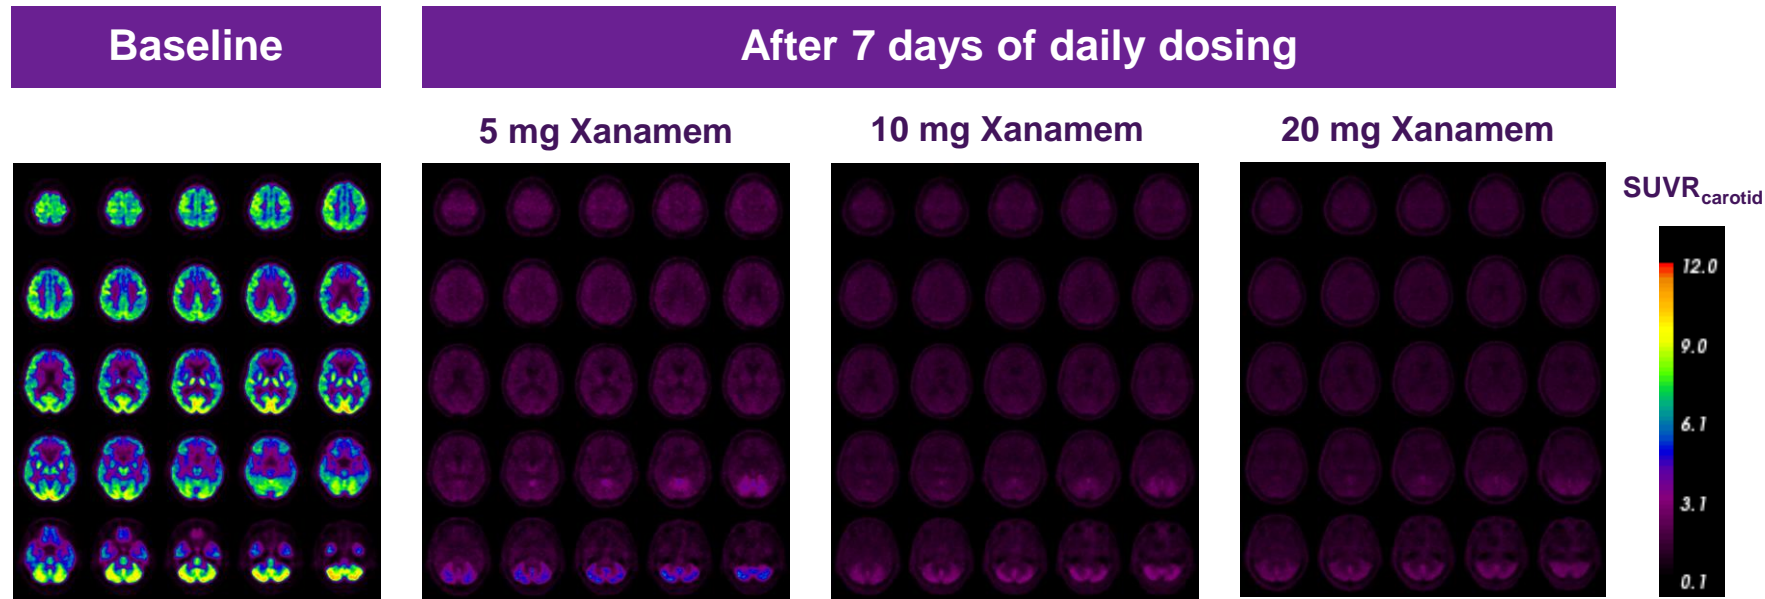 Baseline
After 7 days of daily dosing
5 mg Xanamem
10 mg Xanamem
20 mg Xanamem
SUVRcarotid
12.0
9.0
6.1
3.1
0.1